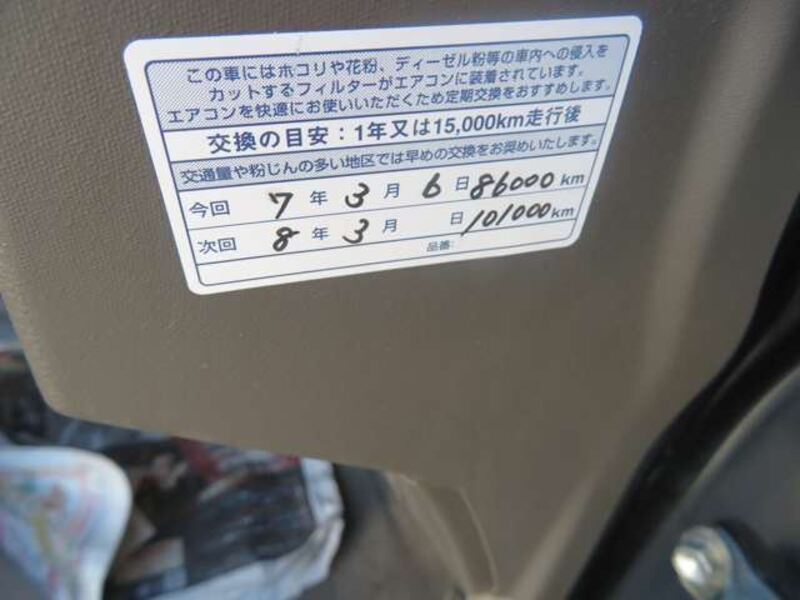 この車にはホコリや花粉、ディーゼル粉等の車内への侵入を
カットするフィルターがエアコンに装着されています。
エアコンを快適にお使いいただくため定期交換をおすすめします。
交換の目安：1年又は15,000km走行後
交通量や粉じんの多い地区では早めの交換をお奨めいたします。
今回 7年 3月 6日 86000km
次回 8年 3月 日 101000km
品番：